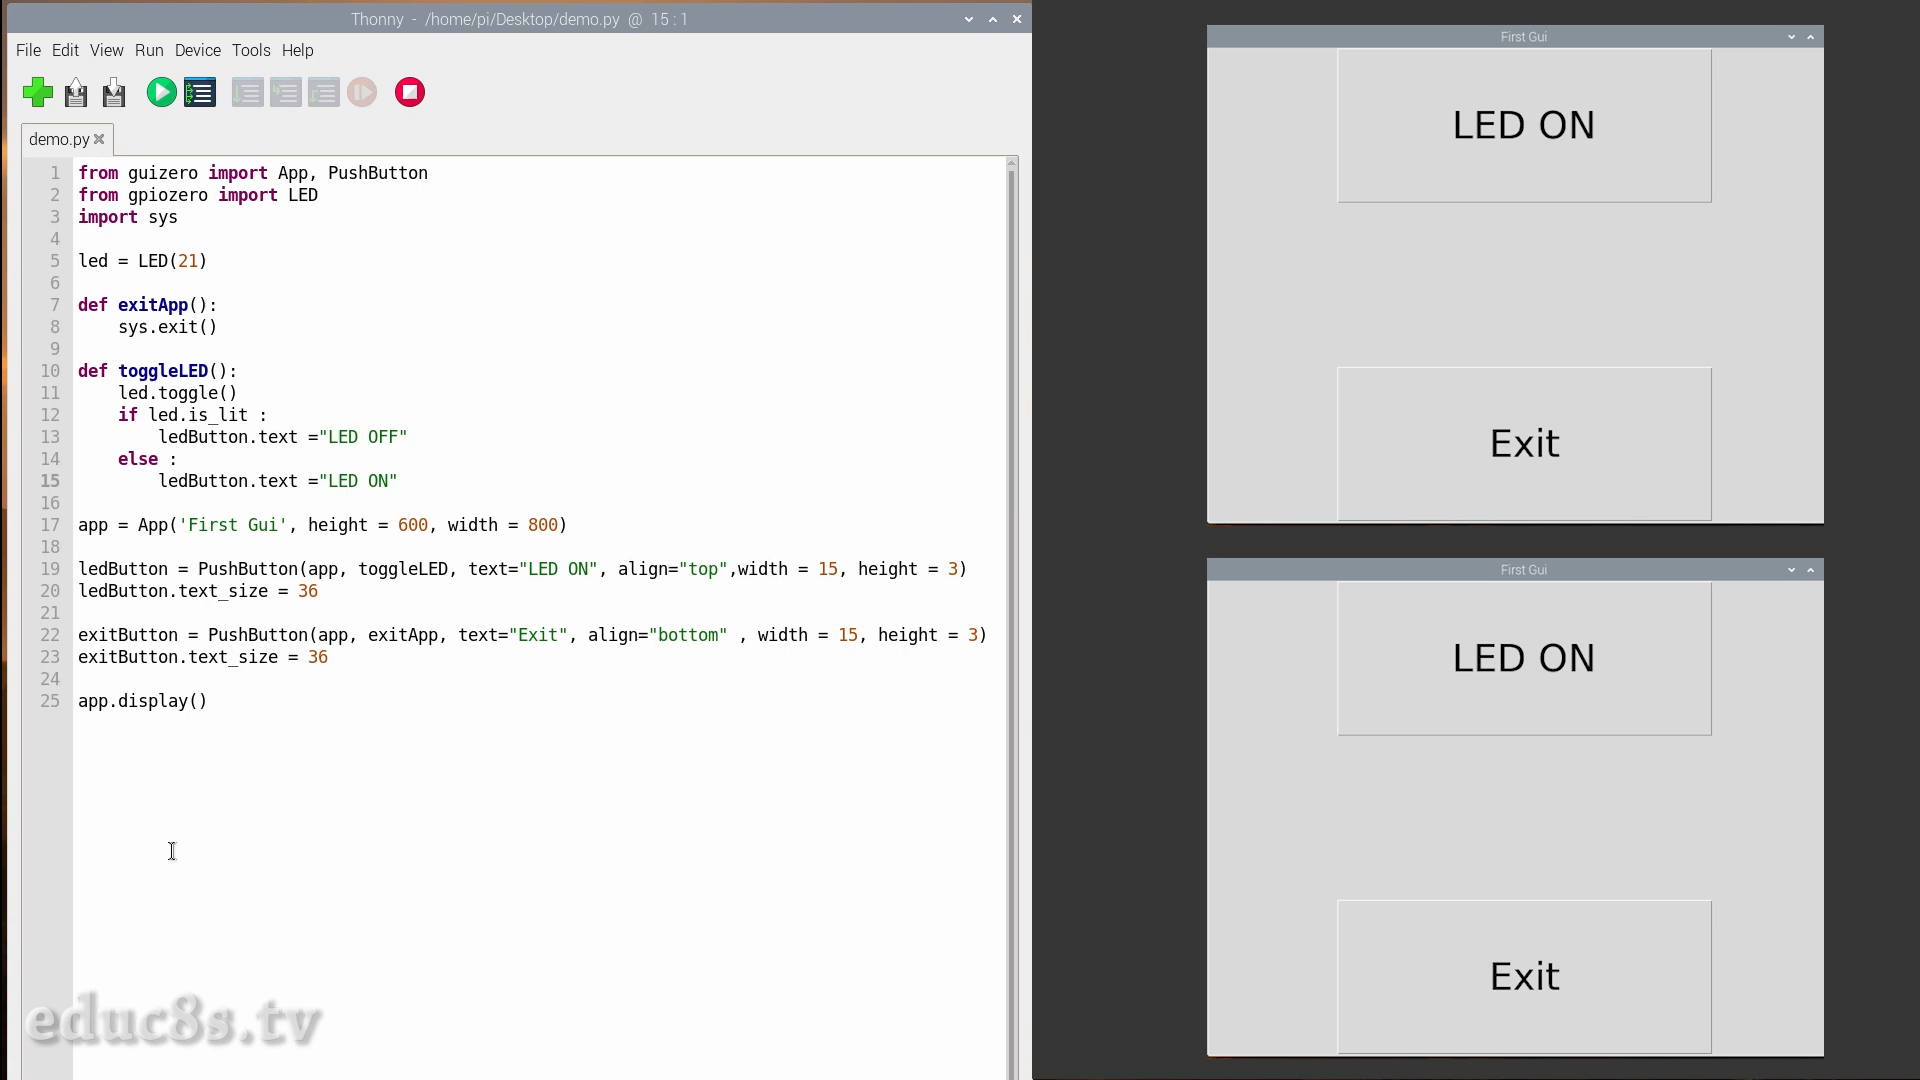 Thonny - /home/pi/Desktop/demo.py @ 15 : 1
File Edit View Run Device Tools Help
demo.py
1 from guizero import App, PushButton
2 from gpiozero import LED
3 import sys
4
5 led = LED(21)
6
7 def exitApp():
8     sys.exit()
9
10 def toggleLED():
11     led.toggle()
12     if led.is_lit :
13         ledButton.text ="LED OFF"
14     else :
15         ledButton.text ="LED ON"
16
17 app = App('First Gui', height = 600, width = 800)
18
19 ledButton = PushButton(app, toggleLED, text="LED ON", align="top",width = 15, height = 3)
20 ledButton.text_size = 36
21
22 exitButton = PushButton(app, exitApp, text="Exit", align="bottom" , width = 15, height = 3)
23 exitButton.text_size = 36
24
25 app.display()
educ8s.tv
First Gui
LED ON
Exit
First Gui
LED ON
Exit